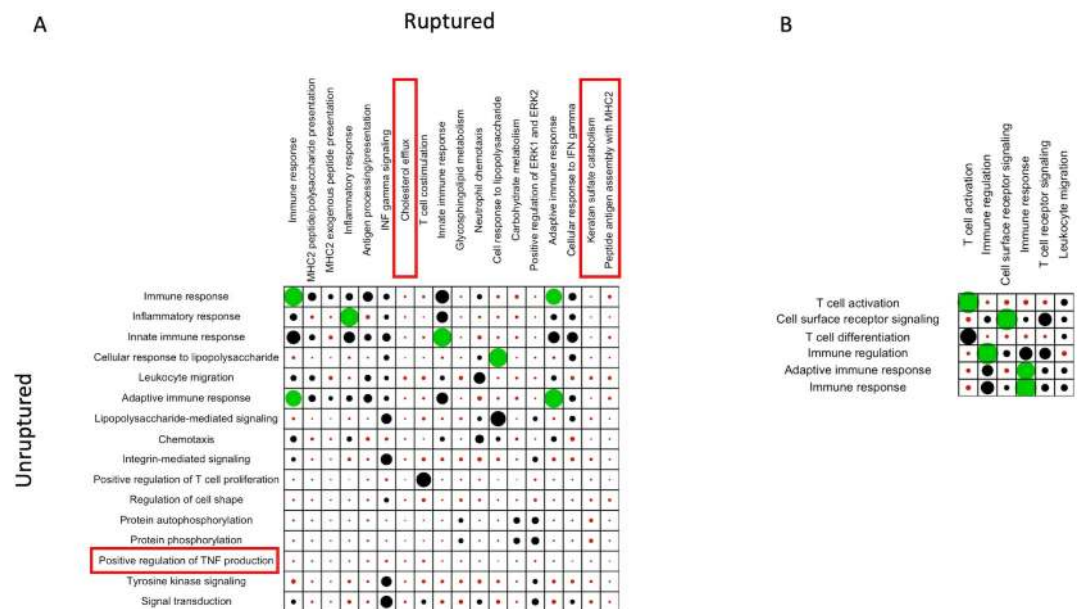 A
Ruptured
B
Immune response
MHC2 peptide/polysaccharide presentation
MHC2 exogenous peptide presentation
Inflammatory response
Antigen processing/presentation
INF gamma signaling
Cholesterol efflux
T cell costimulation
Innate immune response
Glycosphingolipid metabolism
Neutrophil chemotaxis
Cell response to lipopolysaccharide
Carbohydrate metabolism
Positive regulation of ERK1 and ERK2
Adaptive immune response
Cellular response to IFN gamma
Keratan sulfate catabolism
Peptide antigen assembly with MHC2
Unruptured
Immune response
Inflammatory response
Innate immune response
Cellular response to lipopolysaccharide
Leukocyte migration
Adaptive immune response
Lipopolysaccharide-mediated signaling
Chemotaxis
Integrin-mediated signaling
Positive regulation of T cell proliferation
Regulation of cell shape
Protein autophosphorylation
Protein phosphorylation
Positive regulation of TNF production
Tyrosine kinase signaling
Signal transduction
T cell activation
Immune regulation
Cell surface receptor signaling
Immune response
T cell receptor signaling
Leukocyte migration
T cell activation
Cell surface receptor signaling
T cell differentiation
Immune regulation
Adaptive immune response
Immune response